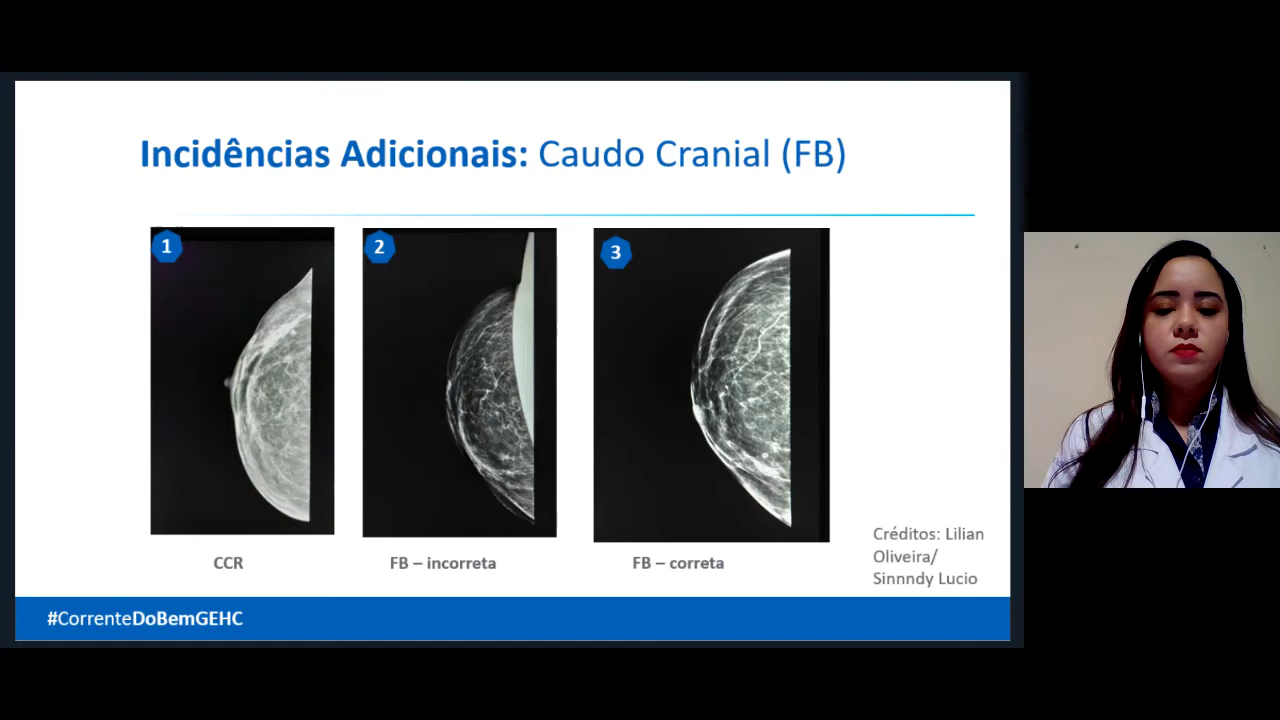 Incidências Adicionais: Caudo Cranial (FB)
1
2
3
CCR
FB – incorreta
FB – correta
Créditos: Lilian
Oliveira/
Sinnndy Lucio
#CorrenteDoBemGEHC